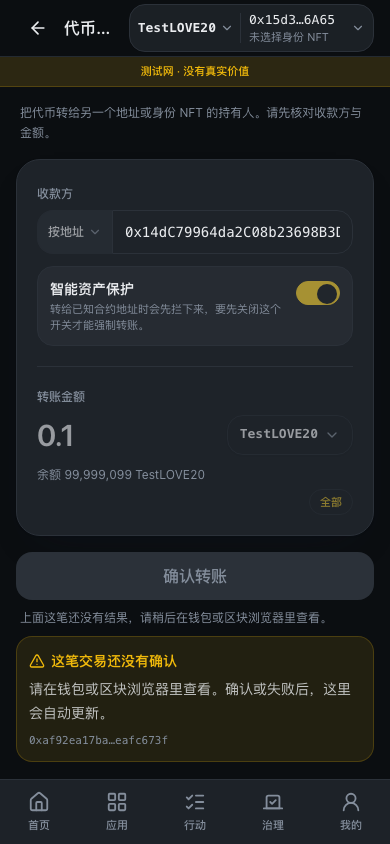 代币...
TestLOVE20
0x15d3…6A65
未选择身份 NFT
测试网 · 没有真实价值
把代币转给另一个地址或身份 NFT 的持有人。请先核对收款方与
金额。
收款方
按地址
0x14dC79964da2C08b23698B3D
智能资产保护
转给已知合约地址时会先拦下来，要先关闭这个
开关才能强制转账。
转账金额
0.1
TestLOVE20
余额 99,999,099 TestLOVE20
全部
确认转账
上面这笔还没有结果，请稍后在钱包或区块浏览器里查看。
这笔交易还没有确认
请在钱包或区块浏览器里查看。确认或失败后，这里
会自动更新。
0xaf92ea17ba…eafc673f
首页
应用
行动
治理
我的